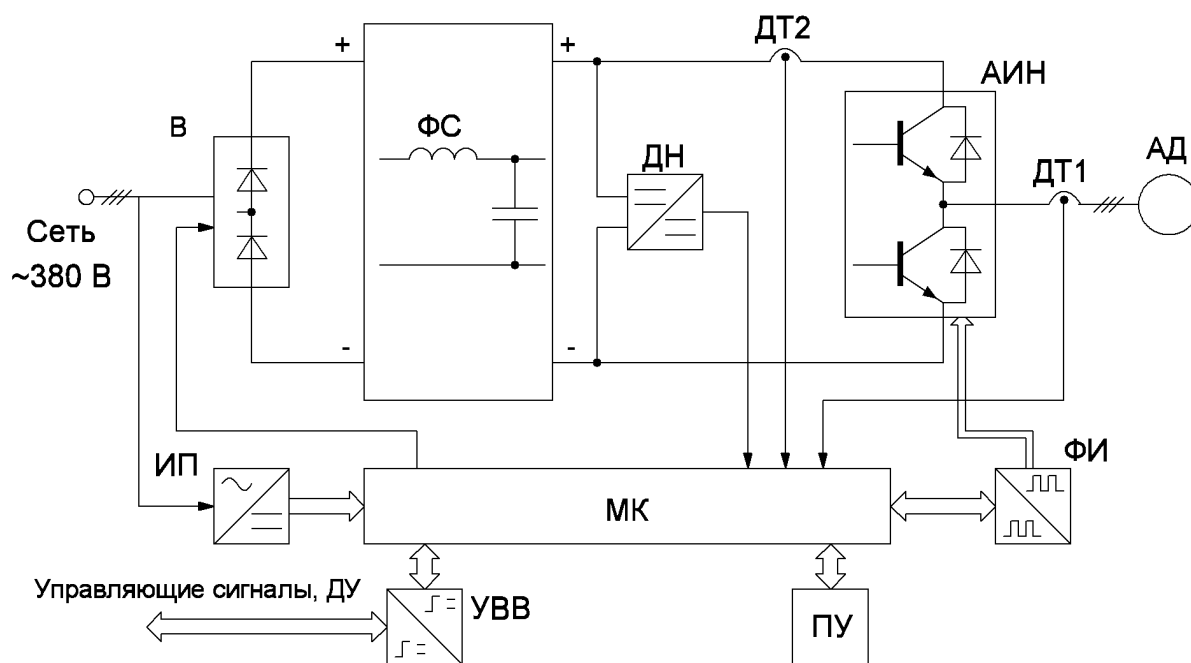 ДТ2
+
+
АИН
В
ФС
ДН
АД
ДТ1
Сеть
~380 В
-
-
ИП
ФИ
МК
Управляющие сигналы, ДУ
УВВ
ПУ